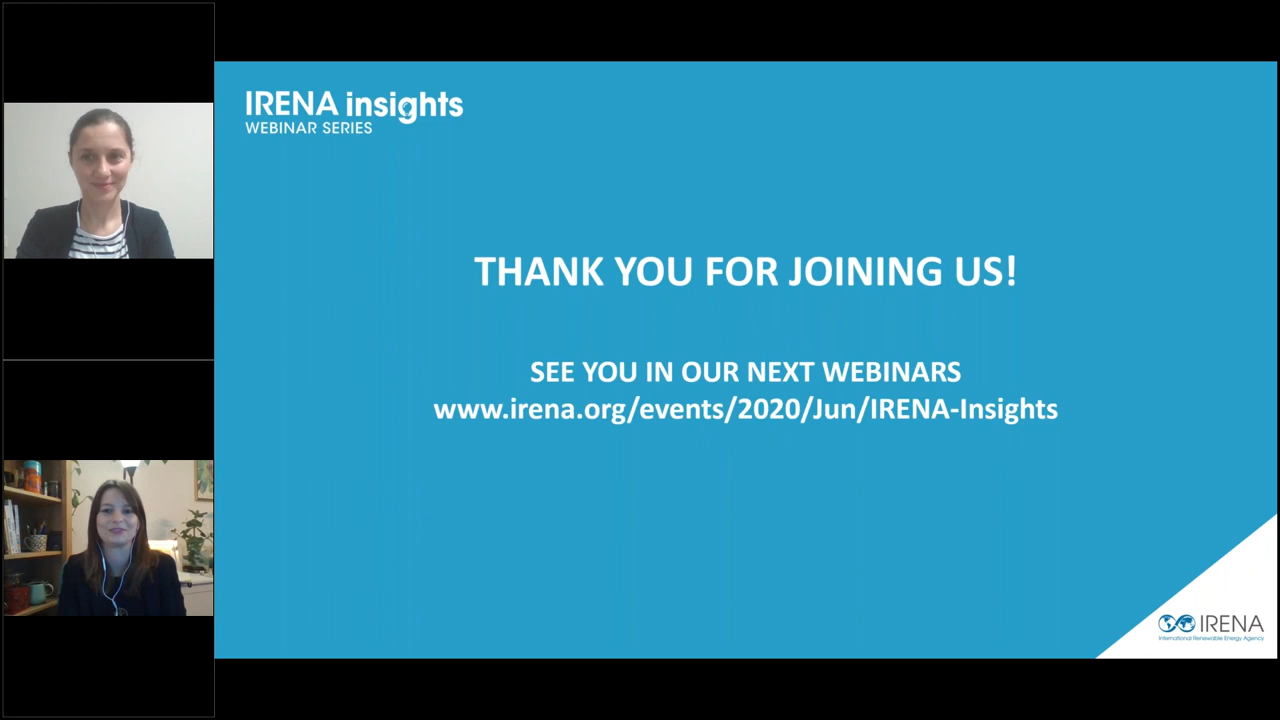 IRENA insights
WEBINAR SERIES
THANK YOU FOR JOINING US!
SEE YOU IN OUR NEXT WEBINARS
www.irena.org/events/2020/Jun/IRENA-Insights
IRENA
International Renewable Energy Agency